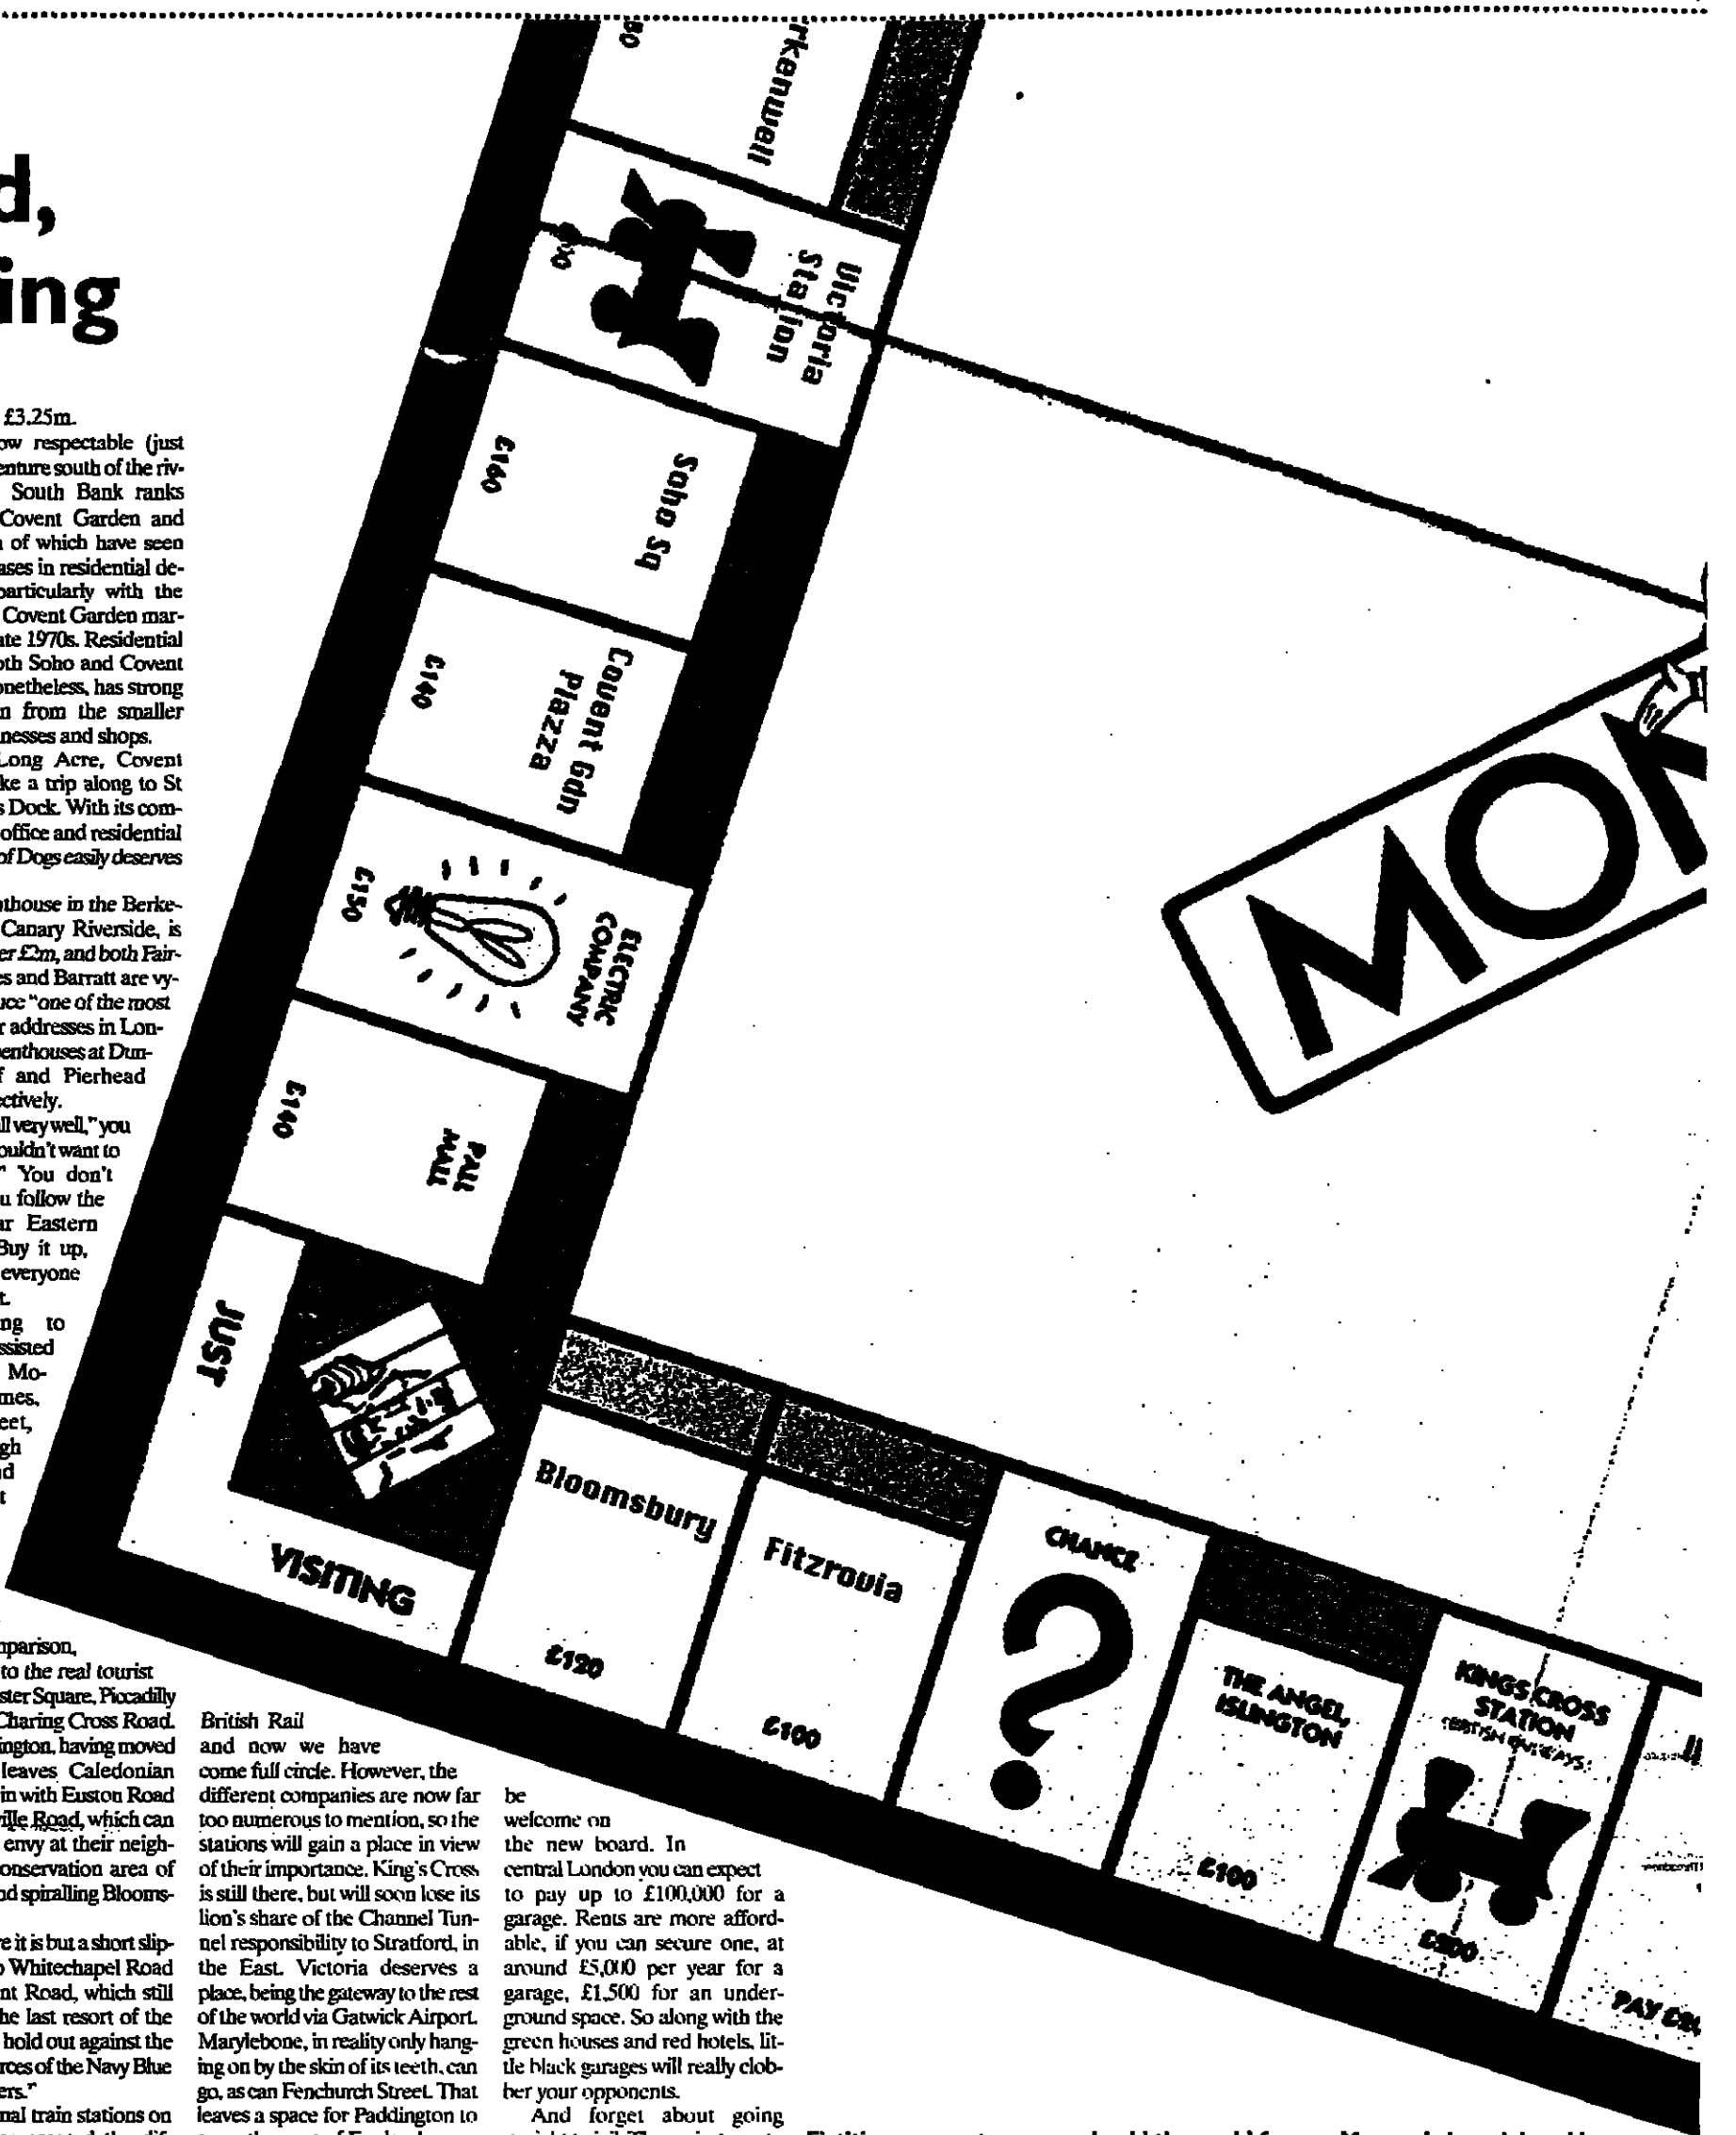 d,
ing
£3.25m.
ow respectable (just
enture south of the riv-
South Bank ranks
Covent Garden and
of which have seen
ases in residential de-
particularly with the
Covent Garden mar-
ate 1970s. Residential
oth Soho and Covent
onetheless, has strong
n from the smaller
nesses and shops.
Long Acre, Covent
ke a trip along to St
s Dock. With its com-
office and residential
of Dogs easily deserves
nthouse in the Berke-
Canary Riverside, is
er £2m, and both Fair-
es and Barratt are vy-
uce "one of the most
r addresses in Lon-
penthouses at Dun-
f and Pierhead
ectively.
ll very well," you
ouldn't want to
" You don't
u follow the
ar Eastern
Buy it up,
everyone
t.
ng to
ssisted
Mo-
mes,
eet,
gh
d
t
nparison,
to the real tourist
ster Square, Piccadilly
Charing Cross Road.
ington, having moved
leaves Caledonian
in with Euston Road
ville Road, which can
envy at their neigh-
onservation area of
nd spiralling Blooms-
re it is but a short slip-
o Whitechapel Road
nt Road, which still
he last resort of the
hold out against the
rces of the Navy Blue
ers."
nal train stations on
British Rail
and now we have
come full circle. However, the
different companies are now far
too numerous to mention, so the
stations will gain a place in view
of their importance. King's Cross
is still there, but will soon lose its
lion's share of the Channel Tun-
nel responsibility to Stratford, in
the East. Victoria deserves a
place, being the gateway to the rest
of the world via Gatwick Airport.
Marylebone, in reality only hang-
ing on by the skin of its teeth, can
go, as can Fenchurch Street. That
leaves a space for Paddington to
be
welcome on
the new board. In
central London you can expect
to pay up to £100,000 for a
garage. Rents are more afford-
able, if you can secure one, at
around £5,000 per year for a
garage, £1,500 for an under-
ground space. So along with the
green houses and red hotels, lit-
tle black garages will really clob-
ber your opponents.
And forget about going
rkenwell
80
Victoria
Station
Soho Sq
£160
Covent Gdn
Piazza
£140
ELECTRIC
COMPANY
£150
PALL
MALL
£140
JUST
VISITING
Bloomsbury
£120
Fitzrovia
£100
CHANCE
?
THE ANGEL,
ISLINGTON
£100
KINGS CROSS
STATION
£200
PAY £2
MON